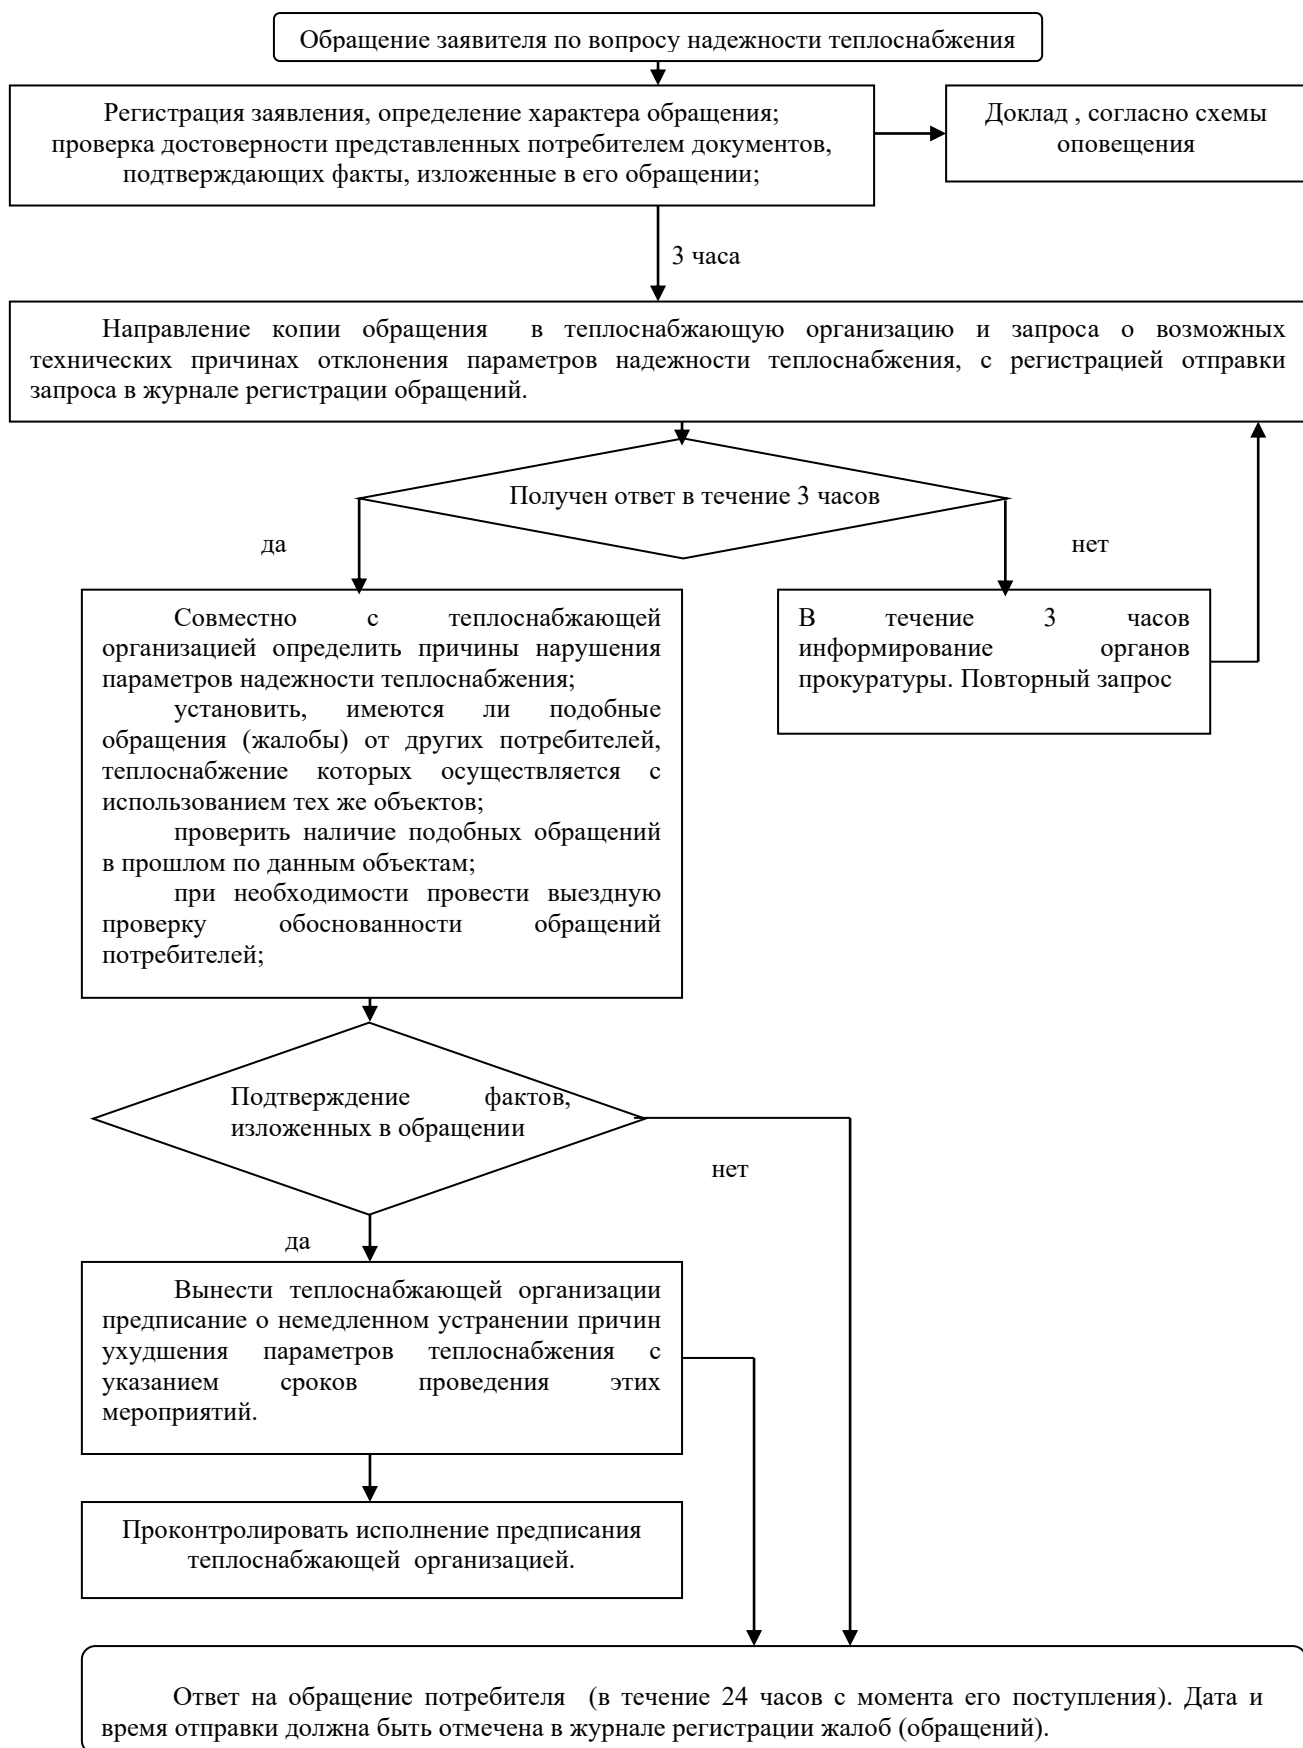 Обращение заявителя по вопросу надежности теплоснабжения
Регистрация заявления, определение характера обращения;
проверка достоверности представленных потребителем документов,
подтверждающих факты, изложенные в его обращении;
Доклад , согласно схемы
оповещения
3 часа
Направление копии обращения в теплоснабжающую организацию и запроса о возможных
технических причинах отклонения параметров надежности теплоснабжения, с регистрацией отправки
запроса в журнале регистрации обращений.
Получен ответ в течение 3 часов
да
нет
Совместно с теплоснабжающей
организацией определить причины нарушения
параметров надежности теплоснабжения;
установить, имеются ли подобные
обращения (жалобы) от других потребителей,
теплоснабжение которых осуществляется с
использованием тех же объектов;
проверить наличие подобных обращений
в прошлом по данным объектам;
при необходимости провести выездную
проверку обоснованности обращений
потребителей;
В течение 3 часов
информирование органов
прокуратуры. Повторный запрос
Подтверждение фактов,
изложенных в обращении
нет
да
Вынести теплоснабжающей организации
предписание о немедленном устранении причин
ухудшения параметров теплоснабжения с
указанием сроков проведения этих
мероприятий.
Проконтролировать исполнение предписания
теплоснабжающей организацией.
Ответ на обращение потребителя (в течение 24 часов с момента его поступления). Дата и
время отправки должна быть отмечена в журнале регистрации жалоб (обращений).